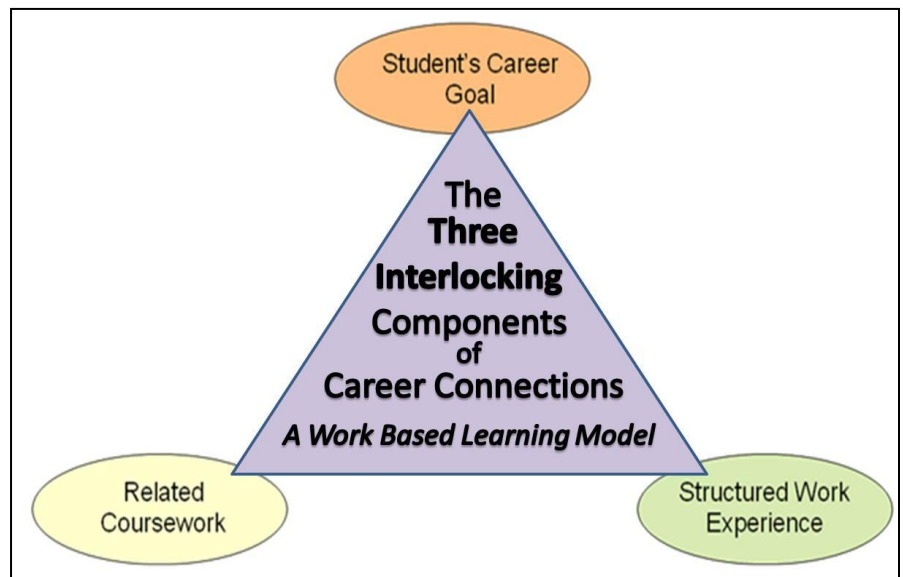 Student's Career
Goal
The
Three
Interlocking
Components
of
Career Connections
A Work Based Learning Model
Related
Coursework
Structured Work
Experience